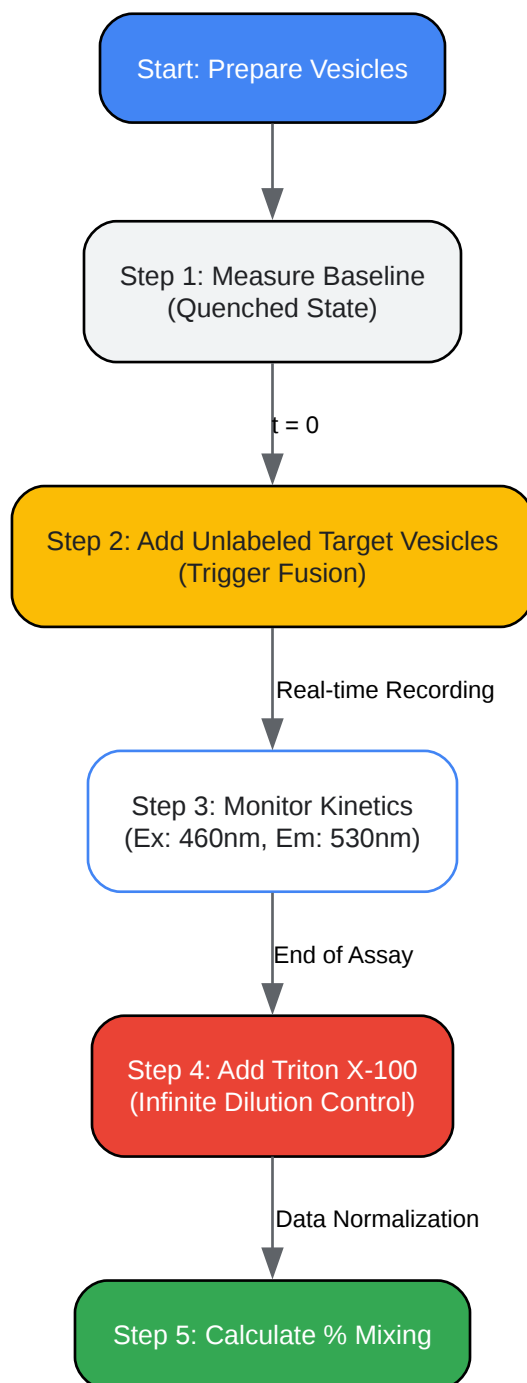 Start: Prepare Vesicles
Step 1: Measure Baseline
(Quenched State)
t = 0
Step 2: Add Unlabeled Target Vesicles
(Trigger Fusion)
Real-time Recording
Step 3: Monitor Kinetics
(Ex: 460nm, Em: 530nm)
End of Assay
Step 4: Add Triton X-100
(Infinite Dilution Control)
Data Normalization
Step 5: Calculate % Mixing